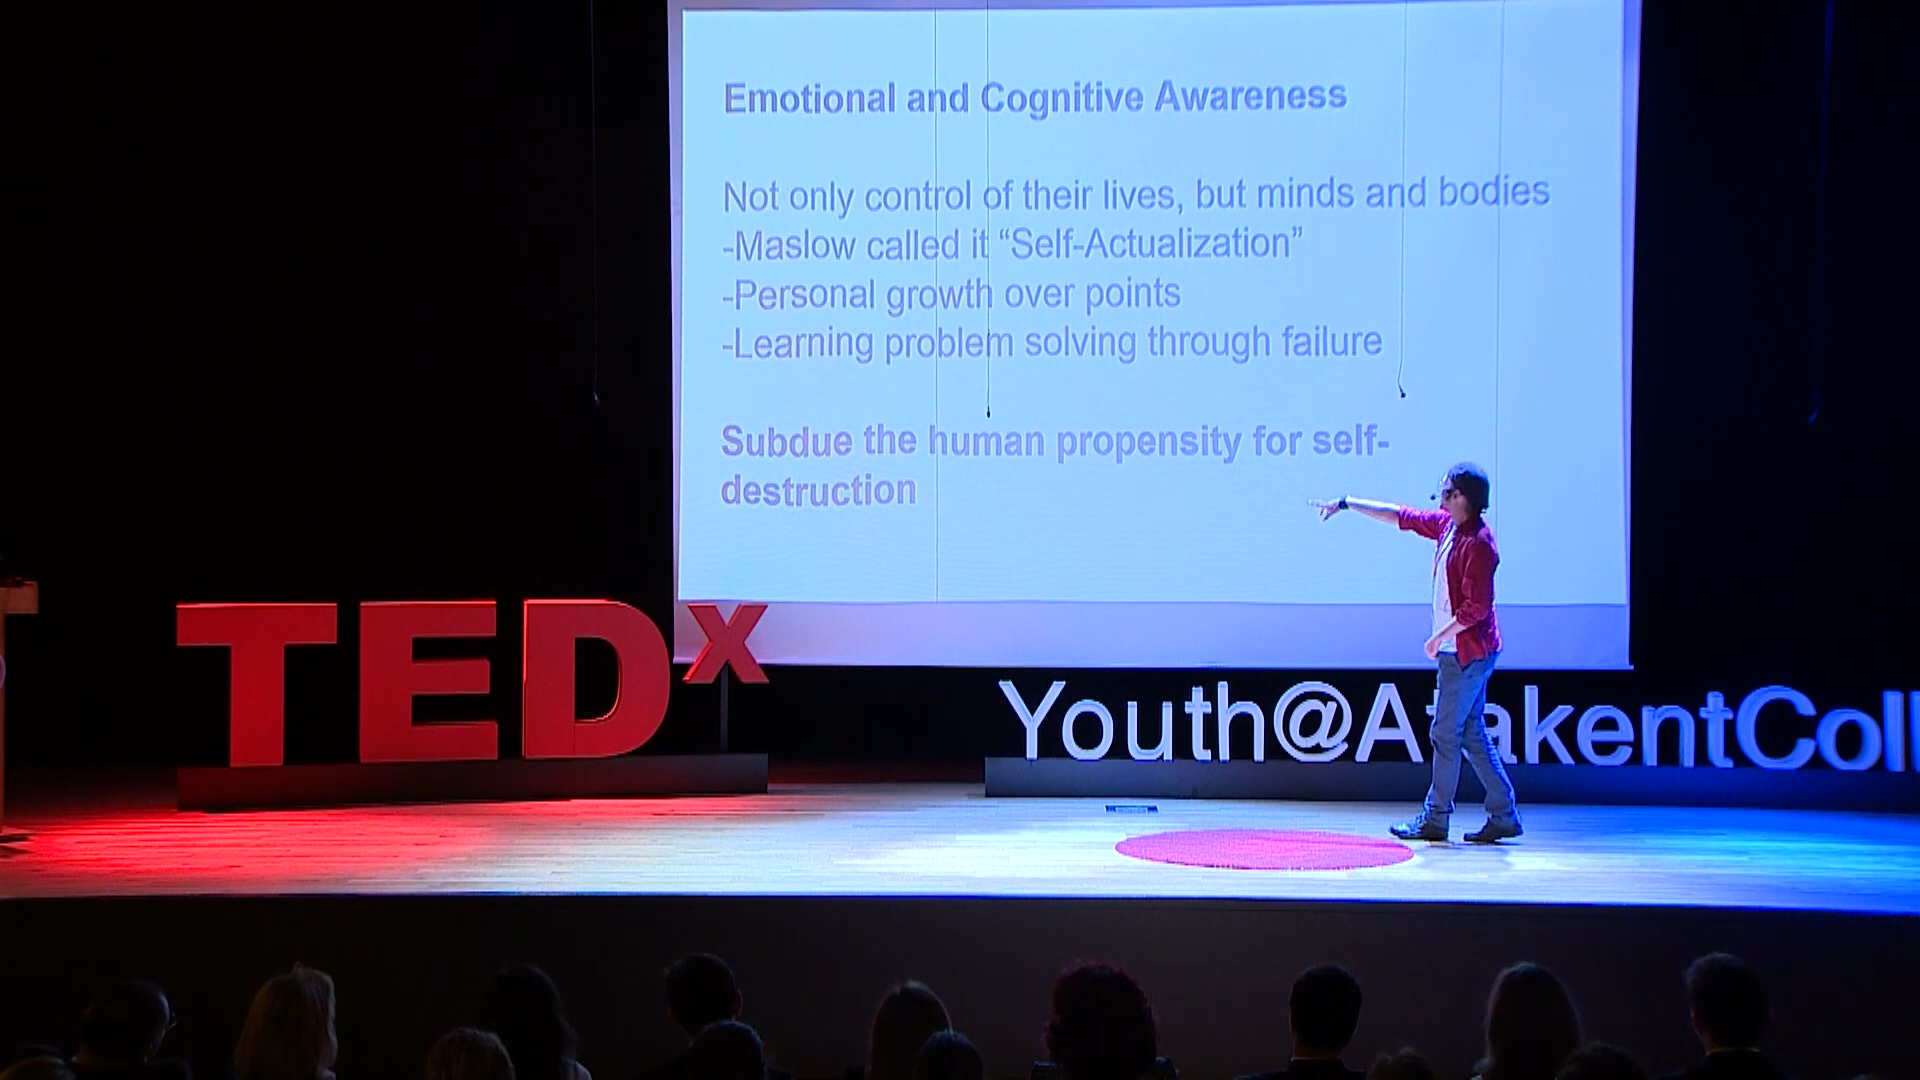 Emotional and Cognitive Awareness
Not only control of their lives, but minds and bodies
-Maslow called it “Self-Actualization”
-Personal growth over points
-Learning problem solving through failure
Subdue the human propensity for self-
destruction
TEDx
Youth@AtakentColl